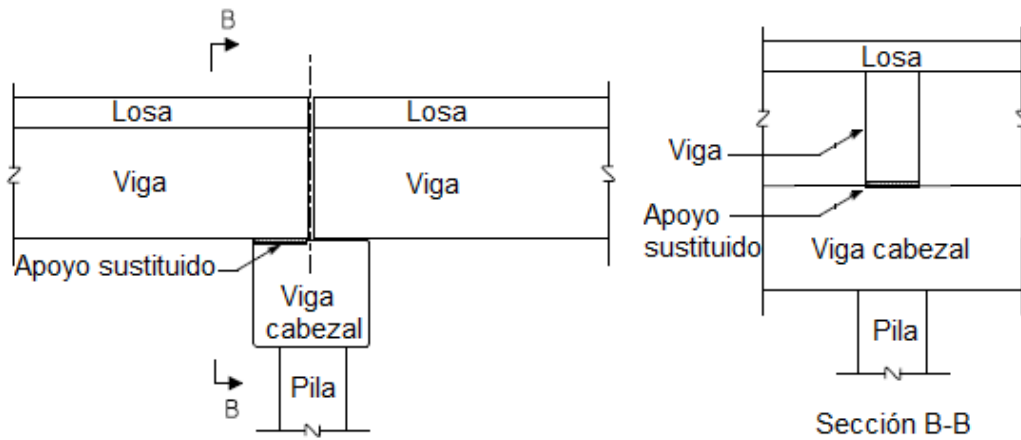 B
Losa
Losa
Viga
Viga
Apoyo sustituido
Viga
cabezal
Pila
B
Losa
Viga
Apoyo
sustituido
Viga cabezal
Pila
Sección B-B